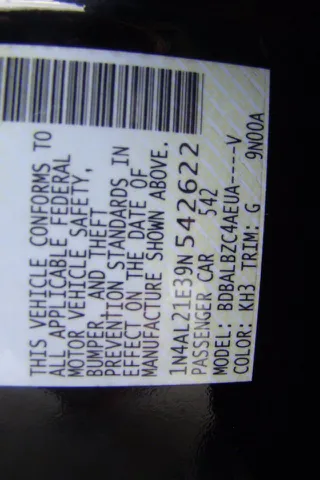 THIS VEHICLE CONFORMS TO
ALL APPLICABLE FEDERAL
MOTOR VEHICLE SAFETY,
BUMPER, AND THEFT
PREVENTION STANDARDS IN
EFFECT ON THE DATE OF
MANUFACTURE SHOWN ABOVE.
1N4AL21E39N542622
PASSENGER CAR 542
MODEL: BDBALBZC4AEUA----V
COLOR: KH3 TRIM: G 9N00A